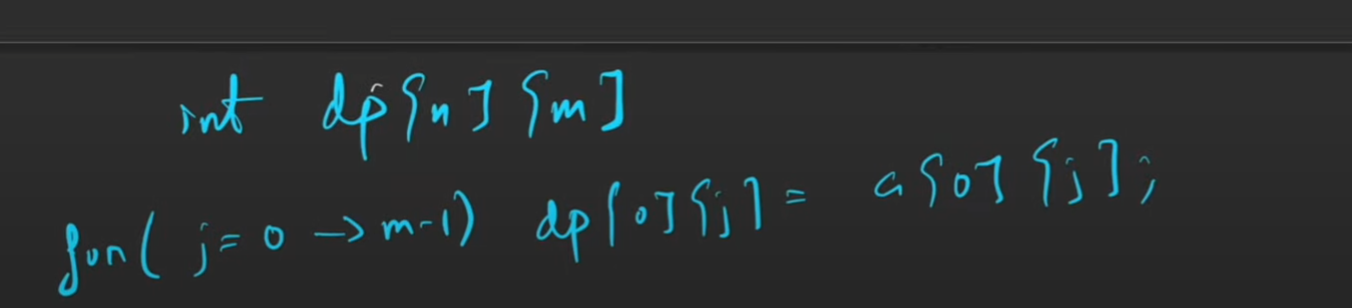 int dp[n][m]
for(j=0 -> m-1) dp[0][j] = a[0][j];